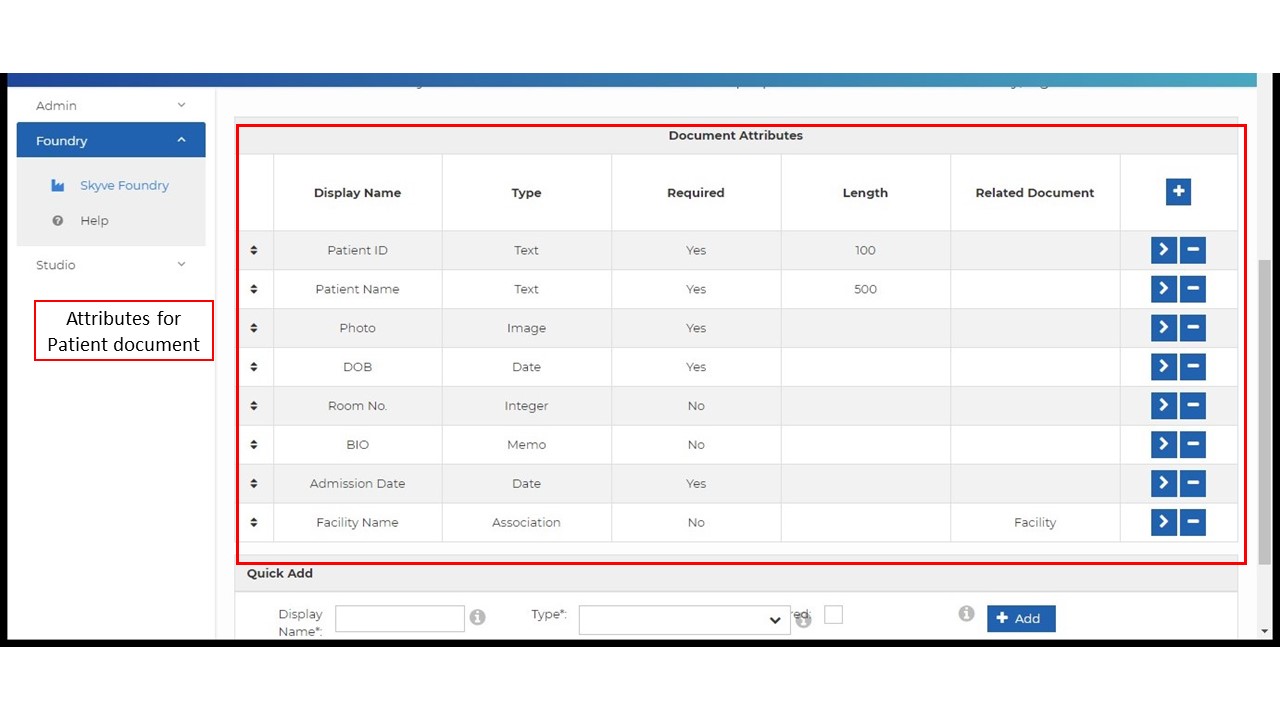 Admin
Foundry
Skyve Foundry
Help
Studio
Attributes for
Patient document
Document Attributes
Display Name Type Required Length Related Document
Patient ID Text Yes 100
Patient Name Text Yes 500
Photo Image Yes
DOB Date Yes
Room No. Integer No
BIO Memo No
Admission Date Date Yes
Facility Name Association No Facility
Quick Add
Display
Name*:
Type*:
red:
Add